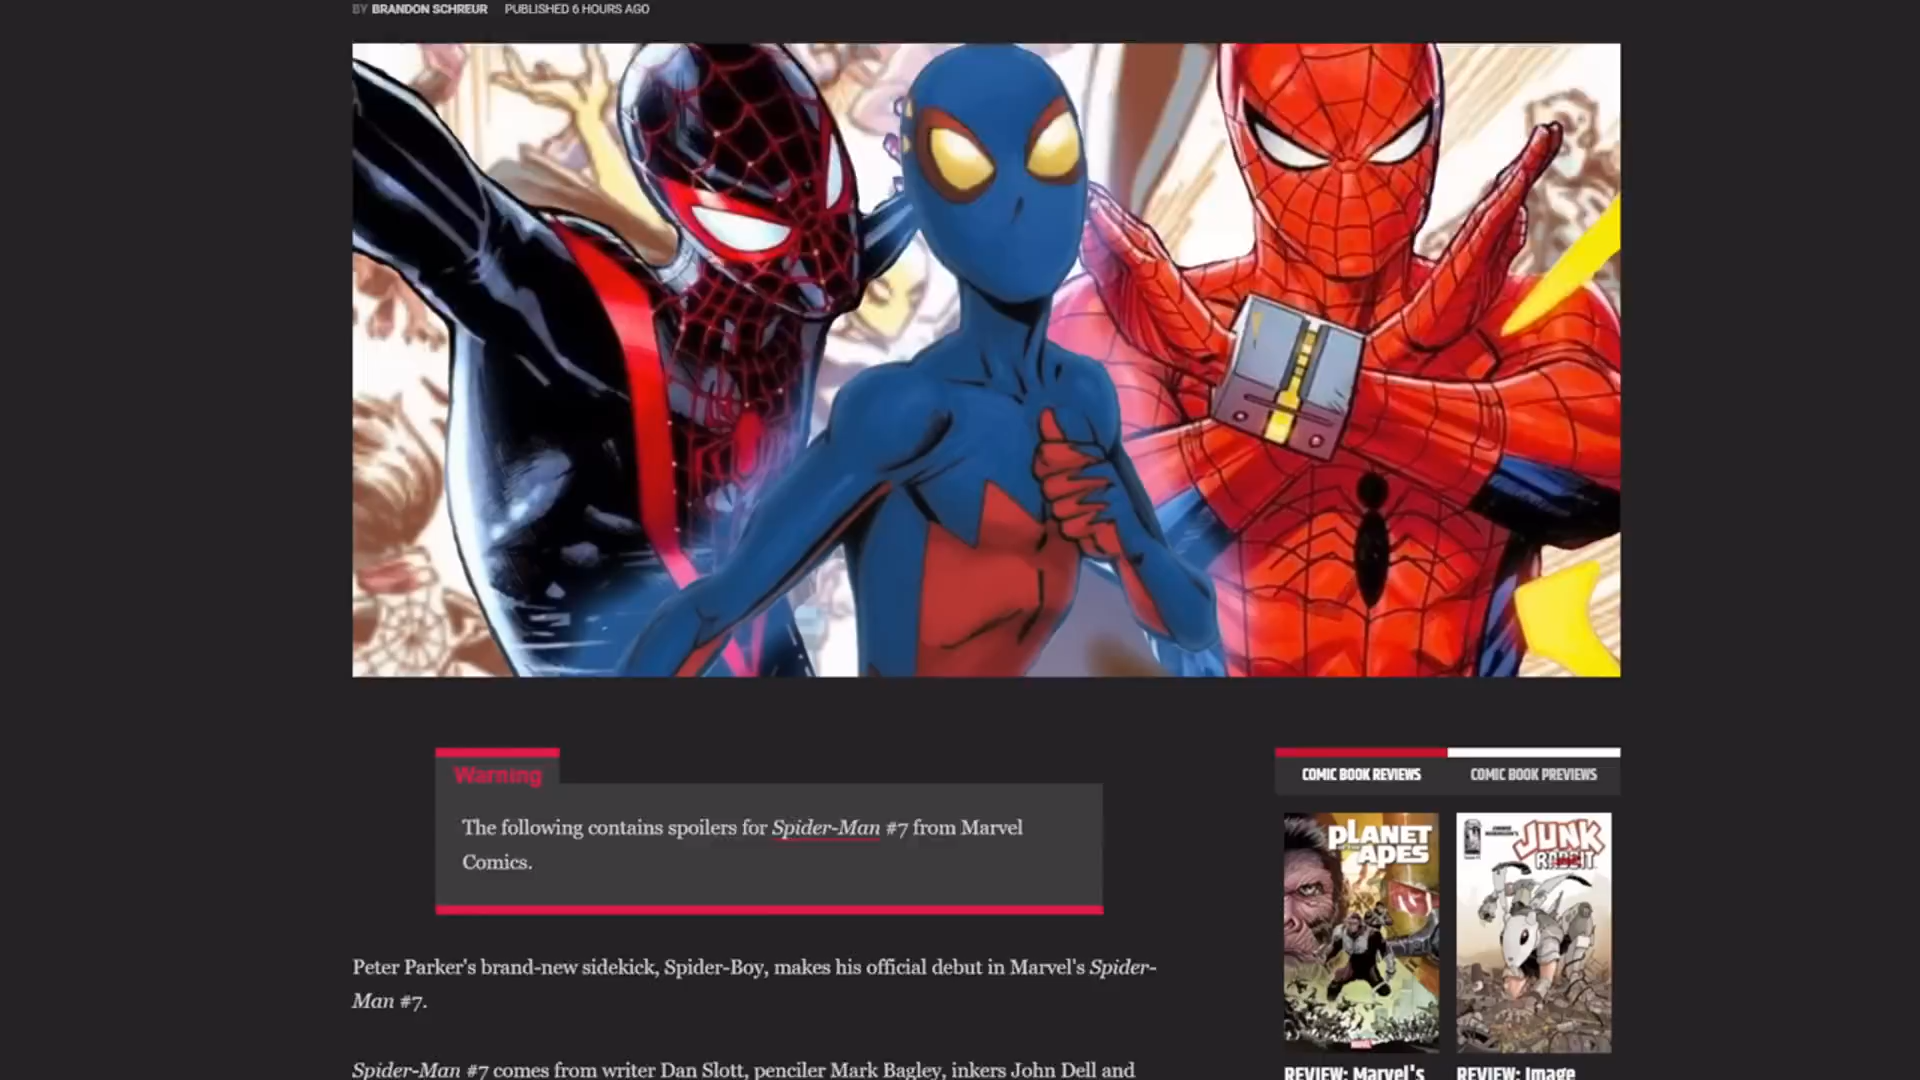 BY BRANDON SCHREUR PUBLISHED 6 HOURS AGO
Warning
The following contains spoilers for Spider-Man #7 from Marvel
Comics.
Peter Parker's brand-new sidekick, Spider-Boy, makes his official debut in Marvel's Spider-
Man #7.
Spider-Man #7 comes from writer Dan Slott, penciler Mark Bagley, inkers John Dell and
COMIC BOOK REVIEWS
COMIC BOOK PREVIEWS
PLANET
APES
JUNK
RABBIT
REVIEW: Marvel's
REVIEW: Image